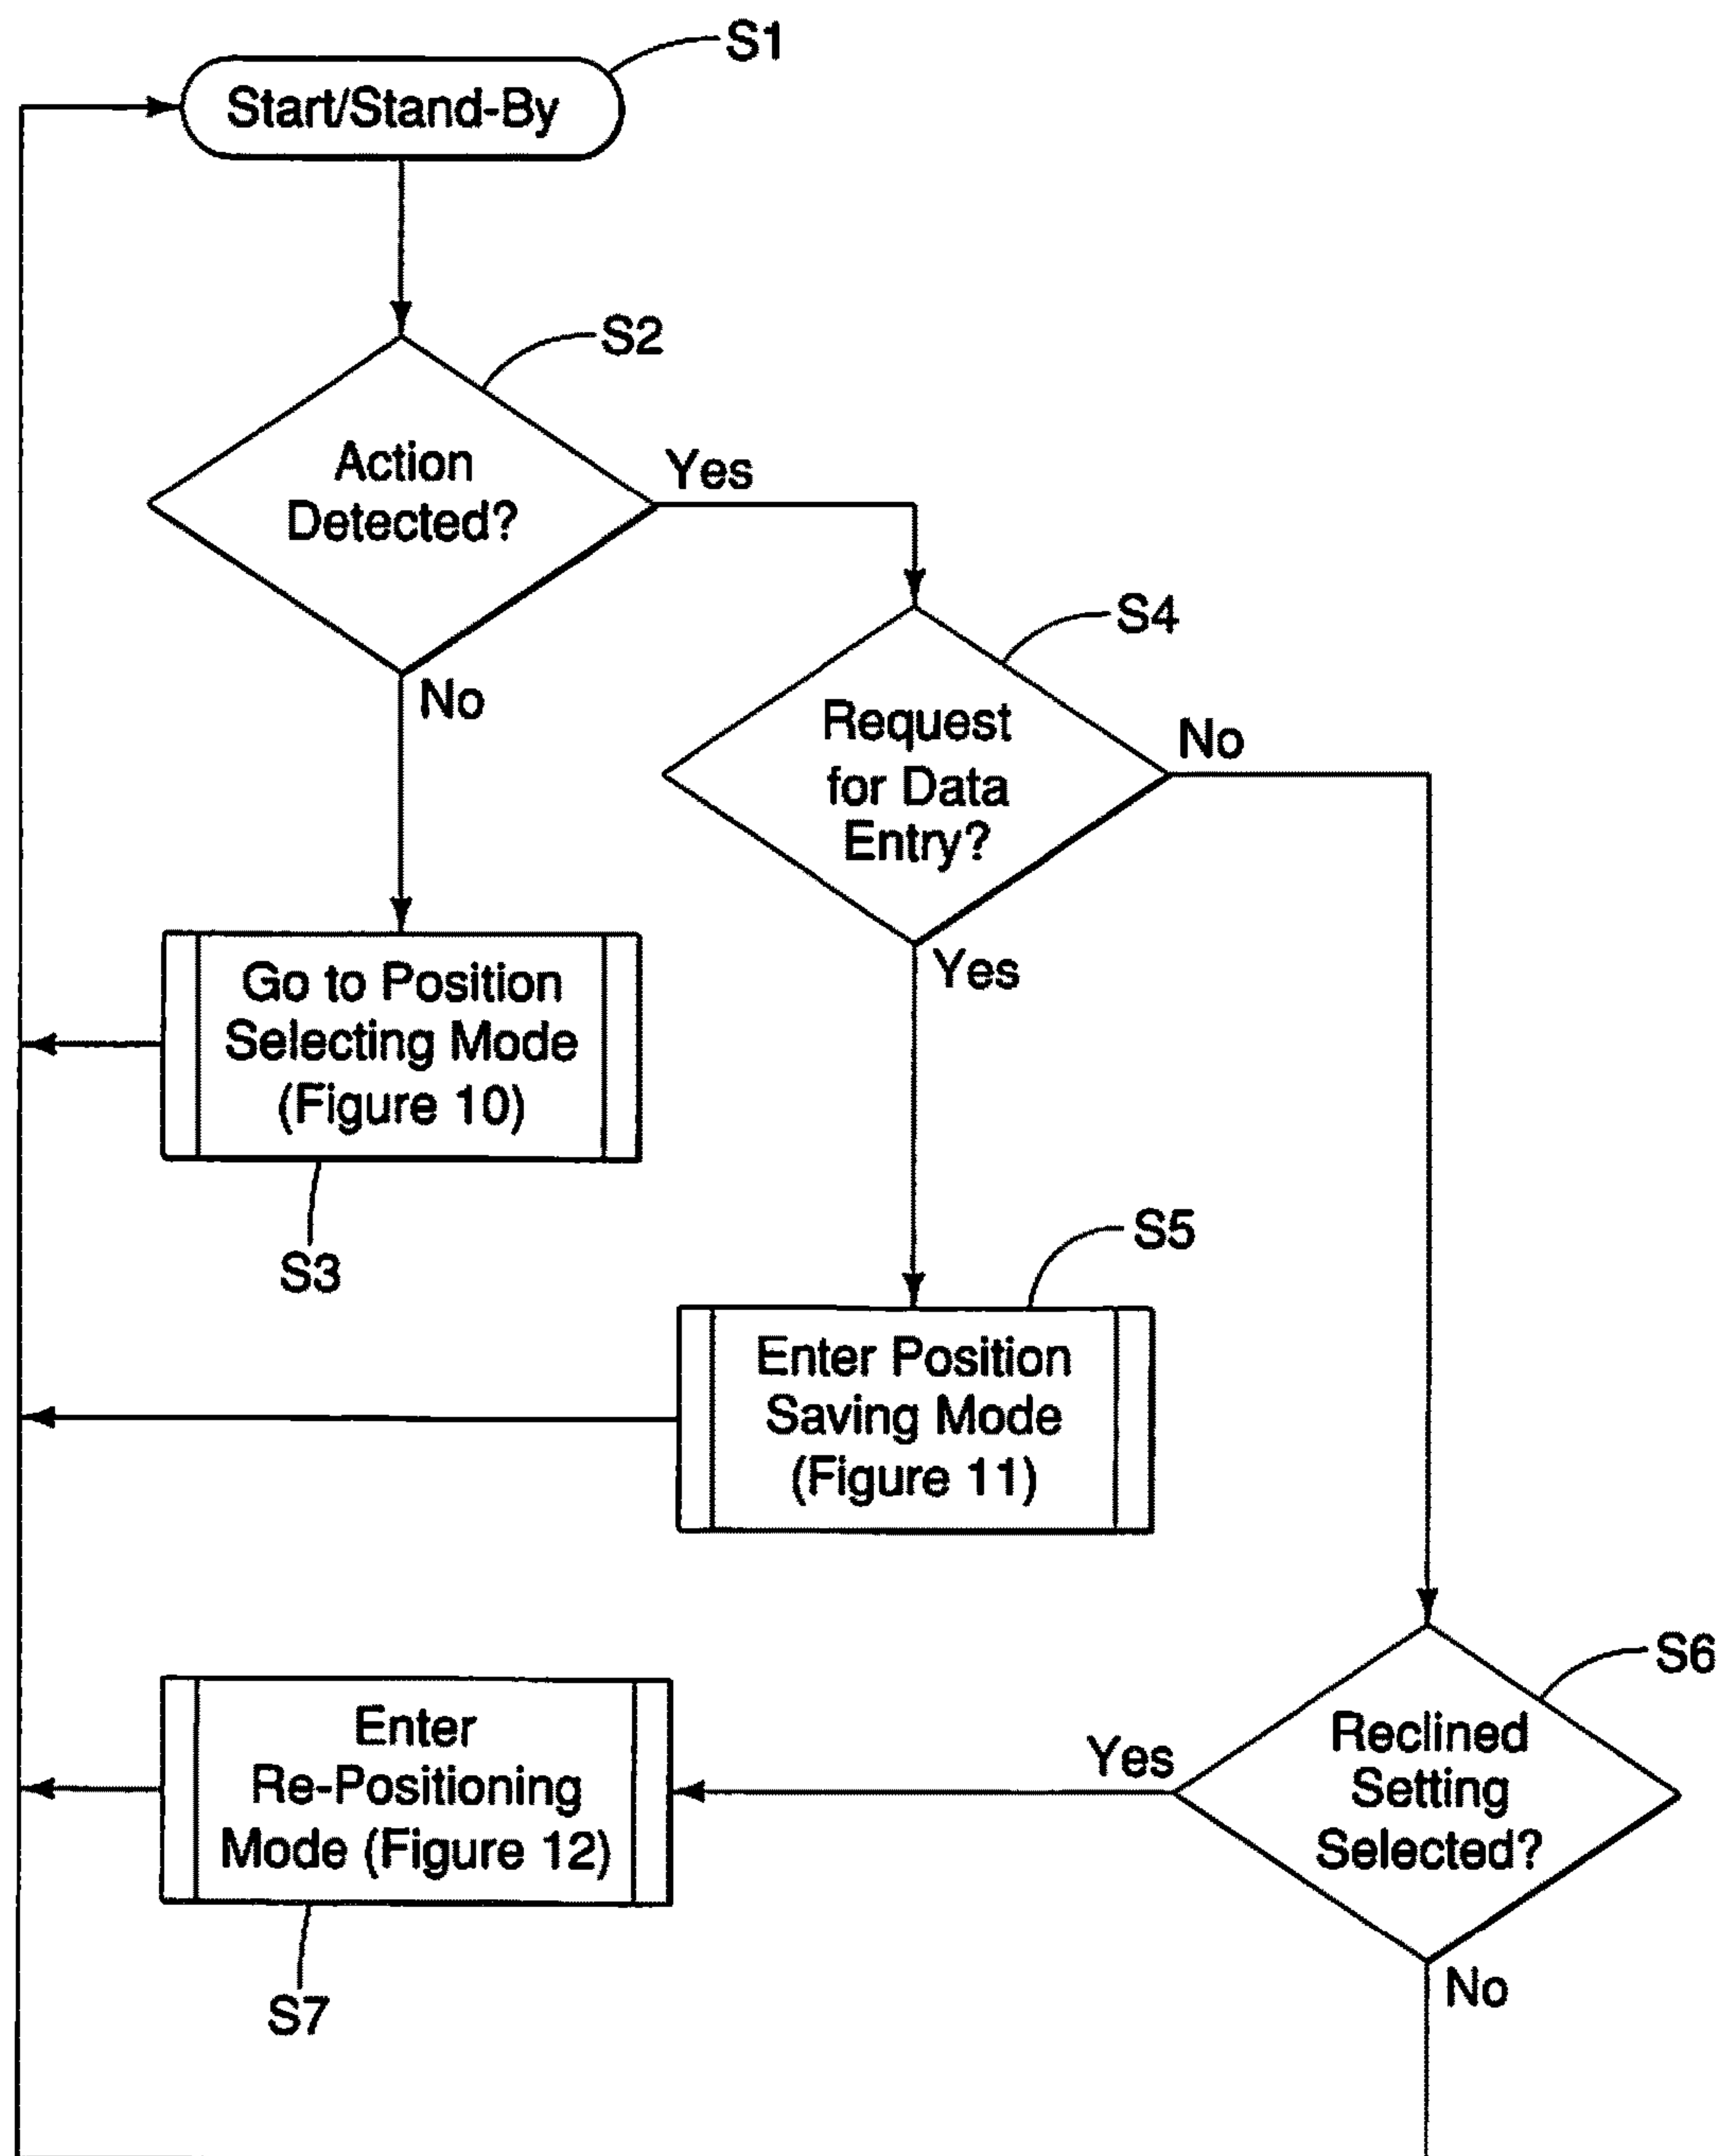 S1
Start/Stand-By
S2
Action
Detected?
Yes
No
S4
Request
for Data
Entry?
No
Yes
Go to Position
Selecting Mode
(Figure 10)
S3
S5
Enter Position
Saving Mode
(Figure 11)
S6
Reclined
Setting
Selected?
Yes
No
Enter
Re-Positioning
Mode (Figure 12)
S7